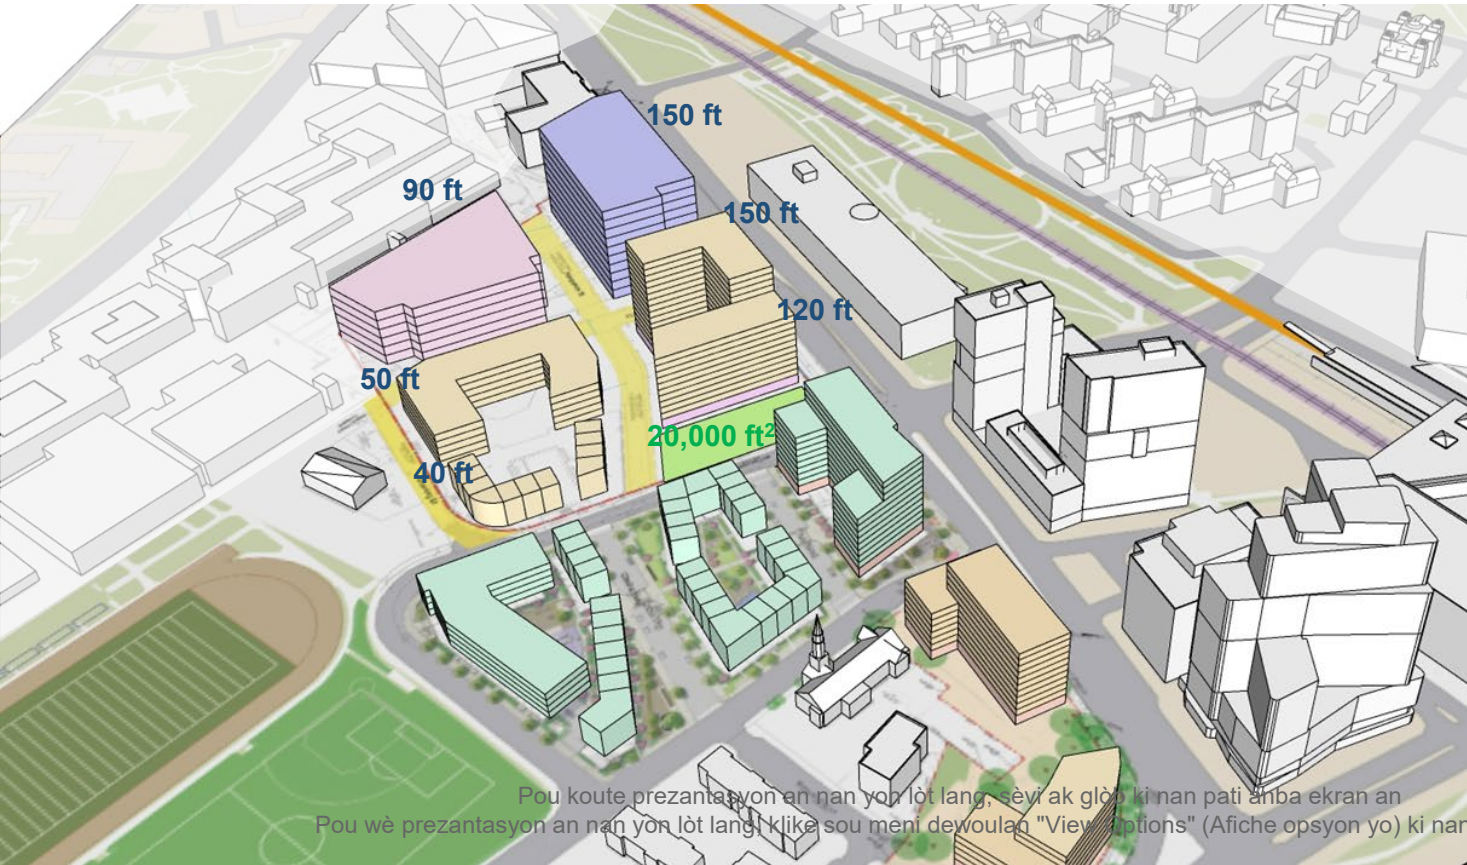 150 ft
90 ft
150 ft
120 ft
50 ft
20,000 ft²
40 ft
Pou koute prezantasyon an nan yon lòt lang, sèvi ak glòb ki nan pati anba ekran an
Pou wè prezantasyon an nan yon lòt lang, klike sou meni dewoulan "View Options" (Afiche opsyon yo) ki nan